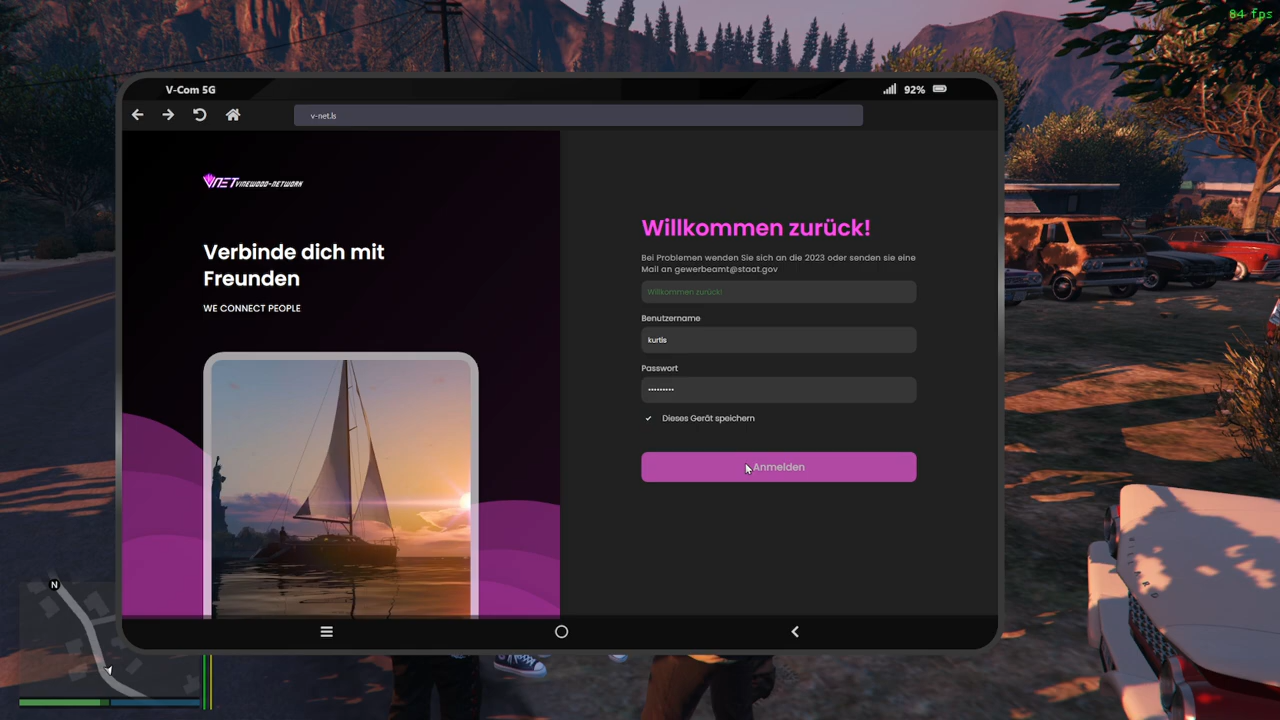 84 fps
V-Com 5G
92%
v-net.ls
VNET VINEWOOD-NETWORK
Willkommen zurück!
Bei Problemen wenden Sie sich an die 2023 oder senden sie eine
Mail an gewerbeamt@staat.gov
Willkommen zurück!
Verbinde dich mit
Freunden
WE CONNECT PEOPLE
Benutzername
kurtis
Passwort
•••••••••
Dieses Gerät speichern
Anmelden
N